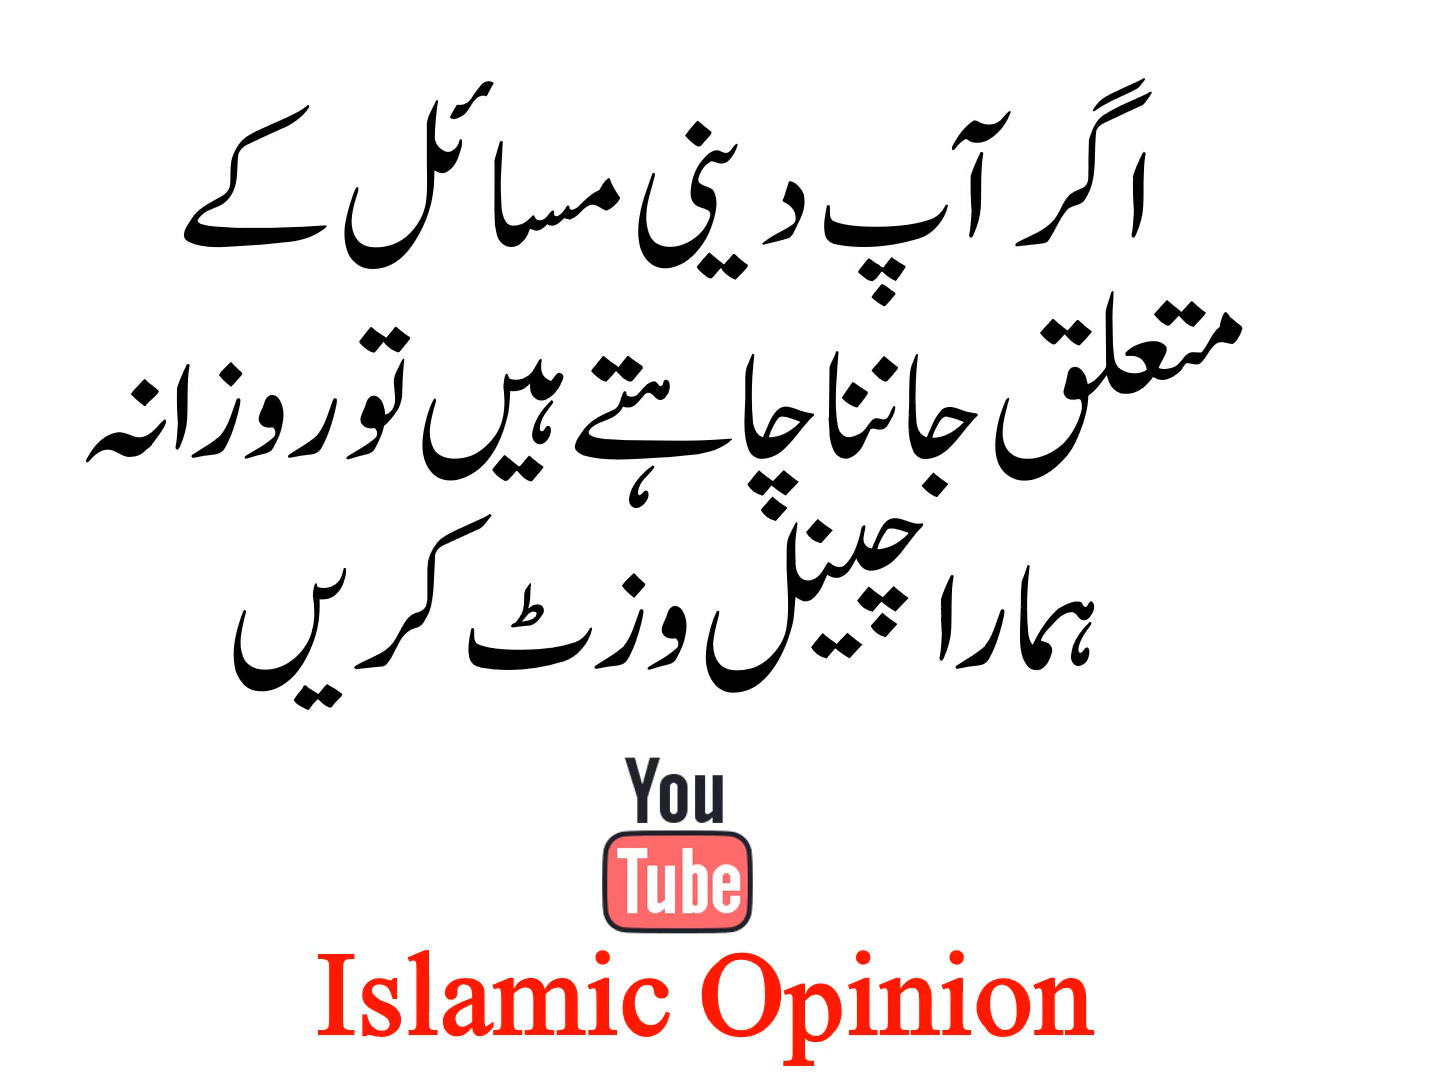 اگر آپ دینی مسائل کے
متعلق جاننا چاہتے ہیں تو روزانہ
ہمارا چینل وزٹ کریں
You
Tube
Islamic Opinion